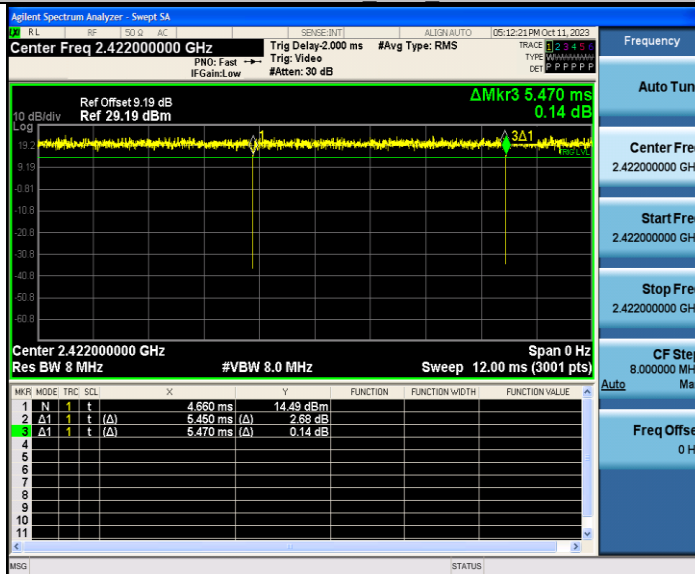 Agilent Spectrum Analyzer - Swept SA
RL RF 50 Ω AC SENSE:INT ALIGN AUTO 05:12:21 PM Oct 11, 2023
Center Freq 2.422000000 GHz
PNO: Fast
IFGain:Low
Trig Delay-2.000 ms
Trig: Video
#Atten: 30 dB
#Avg Type: RMS
TRACE 1 2 3 4 5 6
TYPE
DET P P P P P P
ΔMkr3 5.470 ms
0.14 dB
Ref Offset 9.19 dB
10 dB/div Ref 29.19 dBm
Log
1
3Δ1
TRIG LVL
19.2
9.19
-0.81
-10.8
-20.8
-30.8
-40.8
-50.8
-60.8
Center 2.422000000 GHz Span 0 Hz
Res BW 8 MHz #VBW 8.0 MHz Sweep 12.00 ms (3001 pts)
MKR MODE TRC SCL X Y FUNCTION FUNCTION WIDTH FUNCTION VALUE
1 N 1 t 4.660 ms 14.49 dBm
2 Δ1 1 t (Δ) 5.450 ms (Δ) 2.68 dB
3 Δ1 1 t (Δ) 5.470 ms (Δ) 0.14 dB
4
5
6
7
8
9
10
11
MSG STATUS
Frequency
Auto Tun
Center Fre
2.422000000 GH
Start Fre
2.422000000 GH
Stop Fre
2.422000000 GH
CF Ste
8.000000 MH
Auto Ma
Freq Offse
0 H